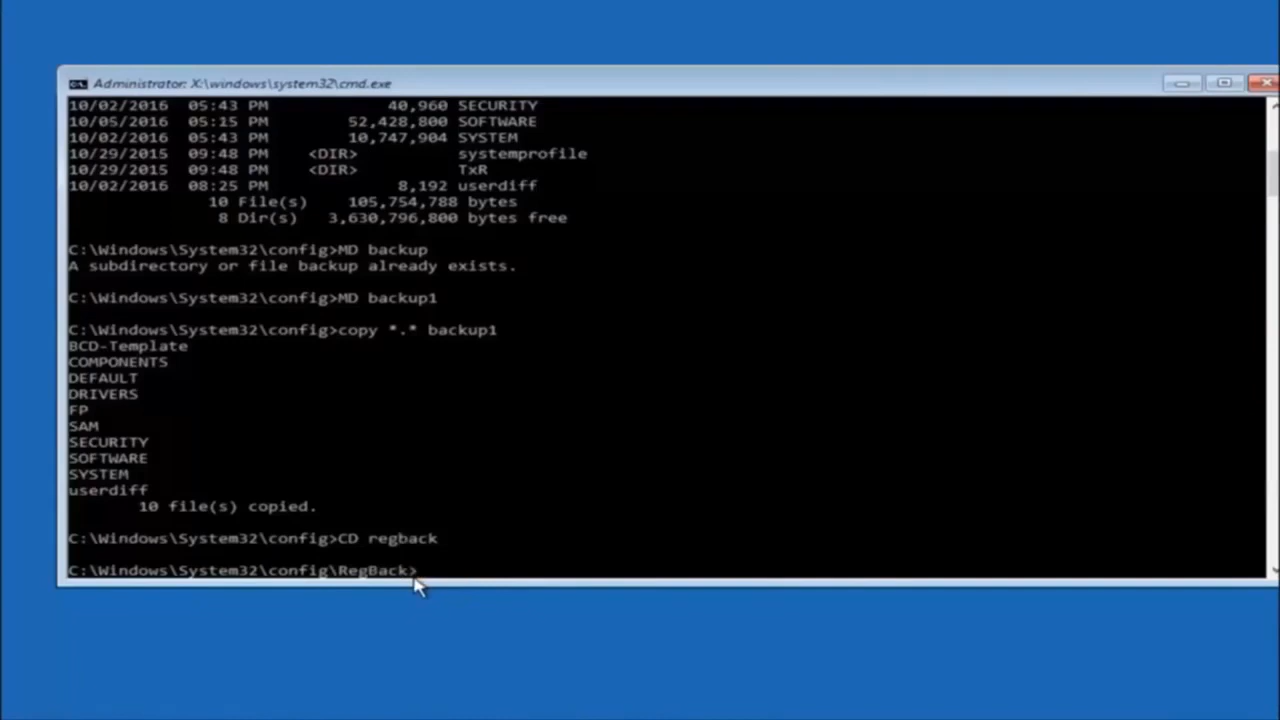 Administrator: X:\windows\system32\cmd.exe
10/02/2016  05:43 PM            40,960 SECURITY
10/05/2016  05:15 PM        52,428,800 SOFTWARE
10/02/2016  05:43 PM        10,747,904 SYSTEM
10/29/2015  09:48 PM    <DIR>          systemprofile
10/29/2015  09:48 PM    <DIR>          TxR
10/02/2016  08:25 PM             8,192 userdiff
              10 File(s)    105,754,788 bytes
               8 Dir(s)   3,630,796,800 bytes free
C:\Windows\System32\config>MD backup
A subdirectory or file backup already exists.
C:\Windows\System32\config>MD backup1
C:\Windows\System32\config>copy *.* backup1
BCD-Template
COMPONENTS
DEFAULT
DRIVERS
FP
SAM
SECURITY
SOFTWARE
SYSTEM
userdiff
       10 file(s) copied.
C:\Windows\System32\config>CD regback
C:\Windows\System32\config\RegBack>